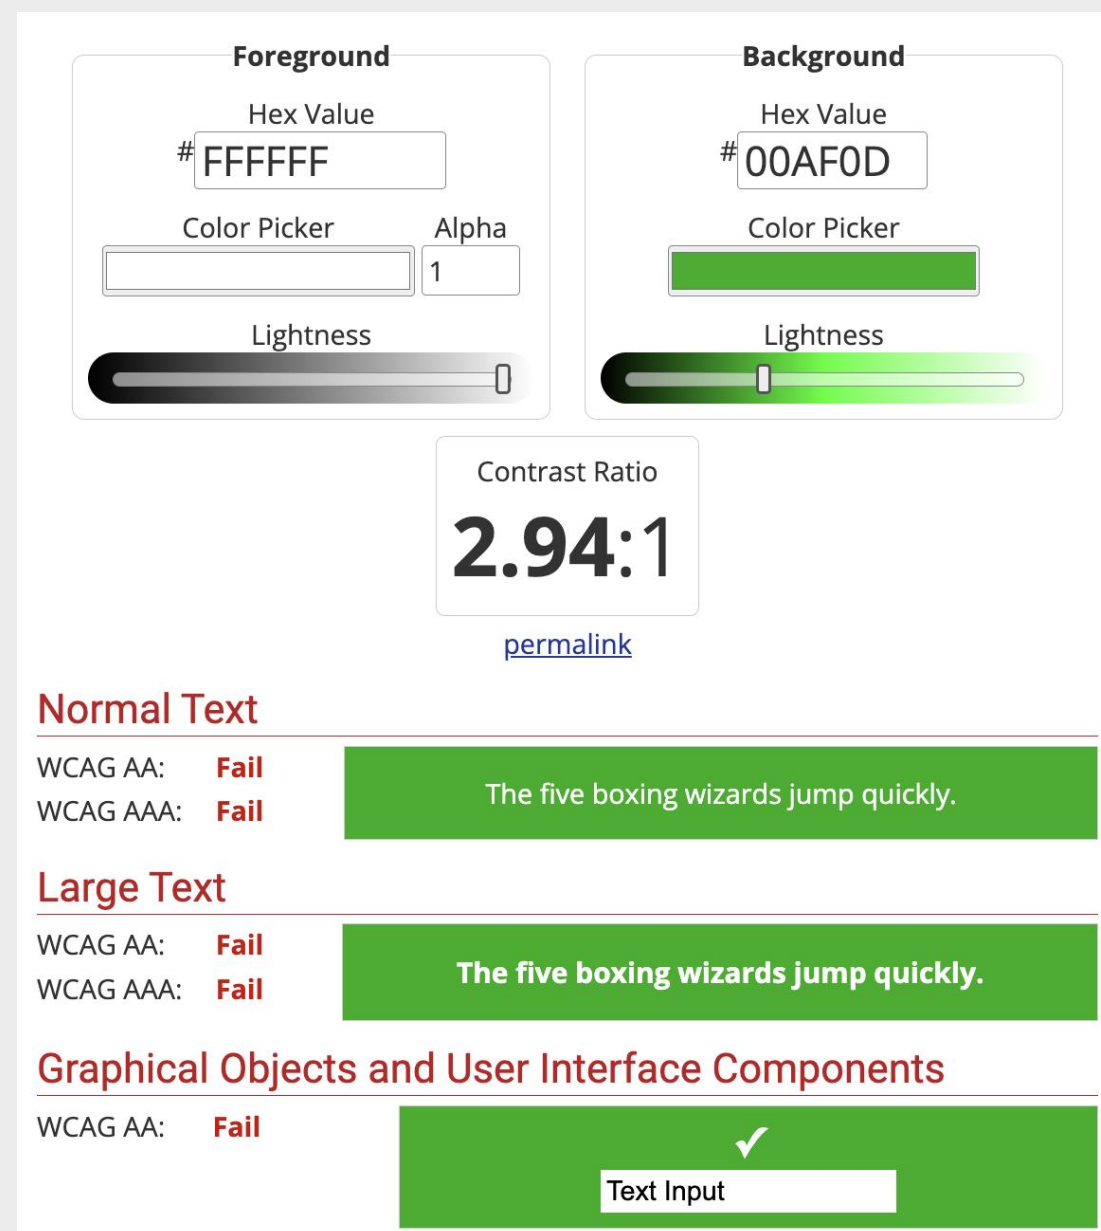 Foreground
Background
Hex Value
Hex Value
# FFFFFF
# 00AF0D
Color Picker Alpha
Color Picker
1
Lightness
Lightness
Contrast Ratio
2.94:1
permalink
Normal Text
WCAG AA: Fail
WCAG AAA: Fail
The five boxing wizards jump quickly.
Large Text
WCAG AA: Fail
WCAG AAA: Fail
The five boxing wizards jump quickly.
Graphical Objects and User Interface Components
WCAG AA: Fail
✓
Text Input